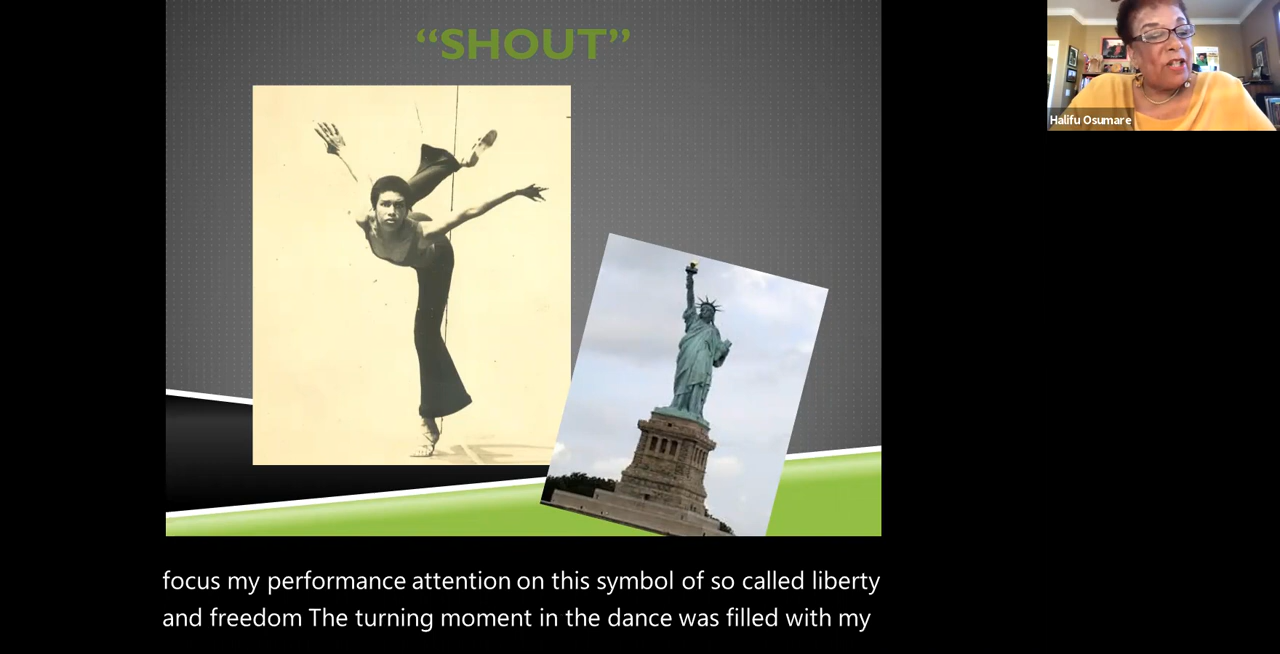 “SHOUT”
Halifu Osumare
focus my performance attention on this symbol of so called liberty
and freedom The turning moment in the dance was filled with my